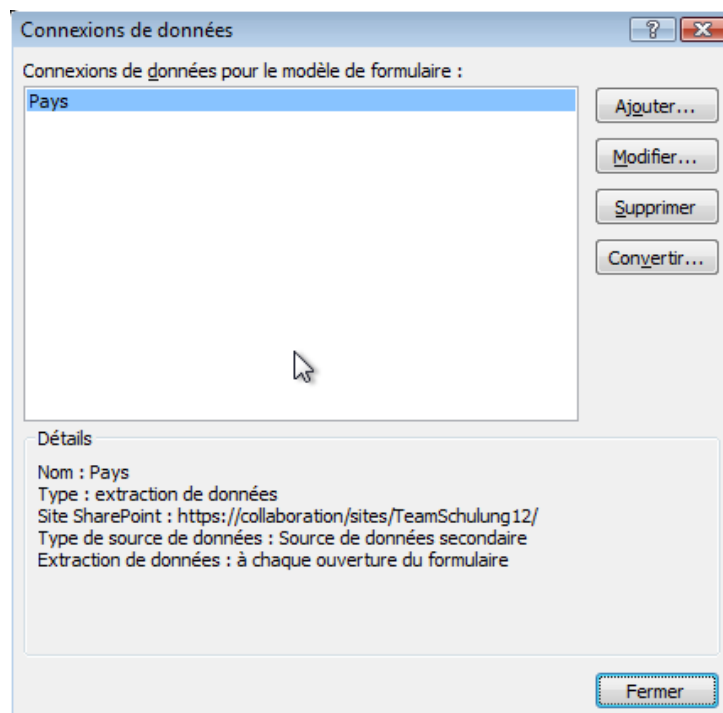 Connexions de données
Connexions de données pour le modèle de formulaire :
Pays
Ajouter...
Modifier...
Supprimer
Convertir...
Détails
Nom : Pays
Type : extraction de données
Site SharePoint : https://collaboration/sites/TeamSchulung12/
Type de source de données : Source de données secondaire
Extraction de données : à chaque ouverture du formulaire
Fermer